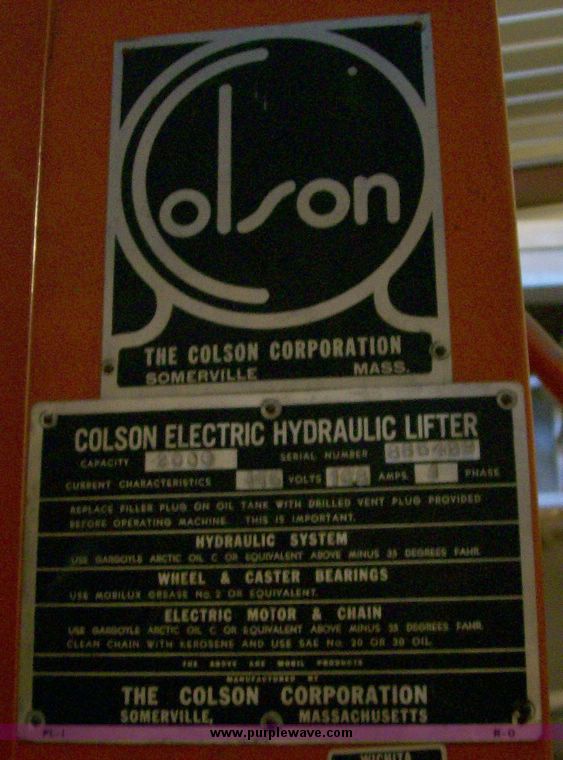 Colson
THE COLSON CORPORATION
SOMERVILLE MASS.
COLSON ELECTRIC HYDRAULIC LIFTER
CAPACITY 2000 SERIAL NUMBER
CURRENT CHARACTERISTICS VOLTS AMPS. PHASE
REPLACE FILLER PLUG ON OIL TANK WITH DRILLED VENT PLUG PROVIDED
BEFORE OPERATING MACHINE. THIS IS IMPORTANT.
HYDRAULIC SYSTEM
USE GARGOYLE ARCTIC OIL C OR EQUIVALENT ABOVE MINUS 35 DEGREES FAHR.
WHEEL & CASTER BEARINGS
USE MOBILUX GREASE No. 2 OR EQUIVALENT.
ELECTRIC MOTOR & CHAIN
USE GARGOYLE ARCTIC OIL C OR EQUIVALENT ABOVE MINUS 35 DEGREES FAHR.
CLEAN CHAIN WITH KEROSENE AND USE SAE No. 20 OR 30 OIL.
THE ABOVE ARE MOBIL PRODUCTS
MANUFACTURED BY
THE COLSON CORPORATION
SOMERVILLE, MASSACHUSETTS
PL-1 R-0
www.purplewave.com
WICHITA